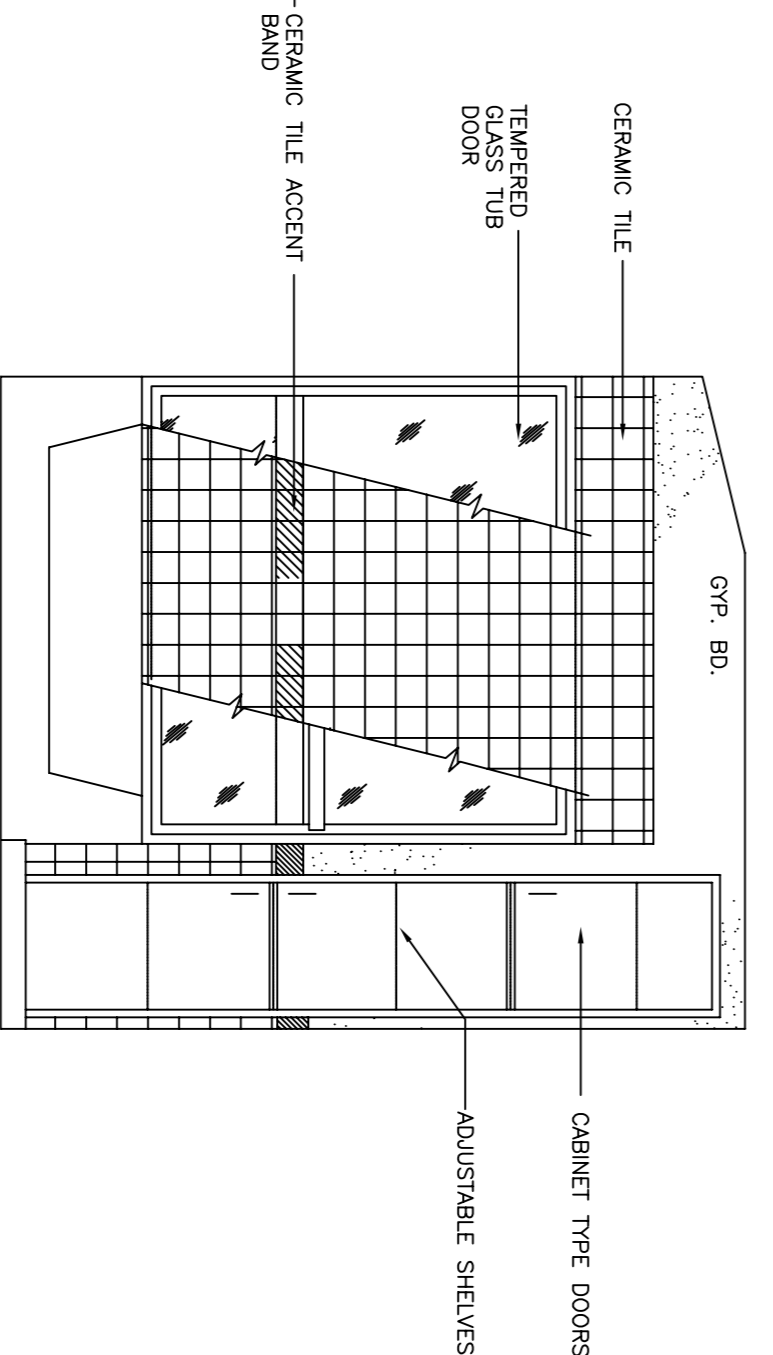 GYP. BD.
CERAMIC TILE
TEMPERED
GLASS TUB
DOOR
CERAMIC TILE ACCENT
BAND
CABINET TYPE DOORS
ADJUSTABLE SHELVES